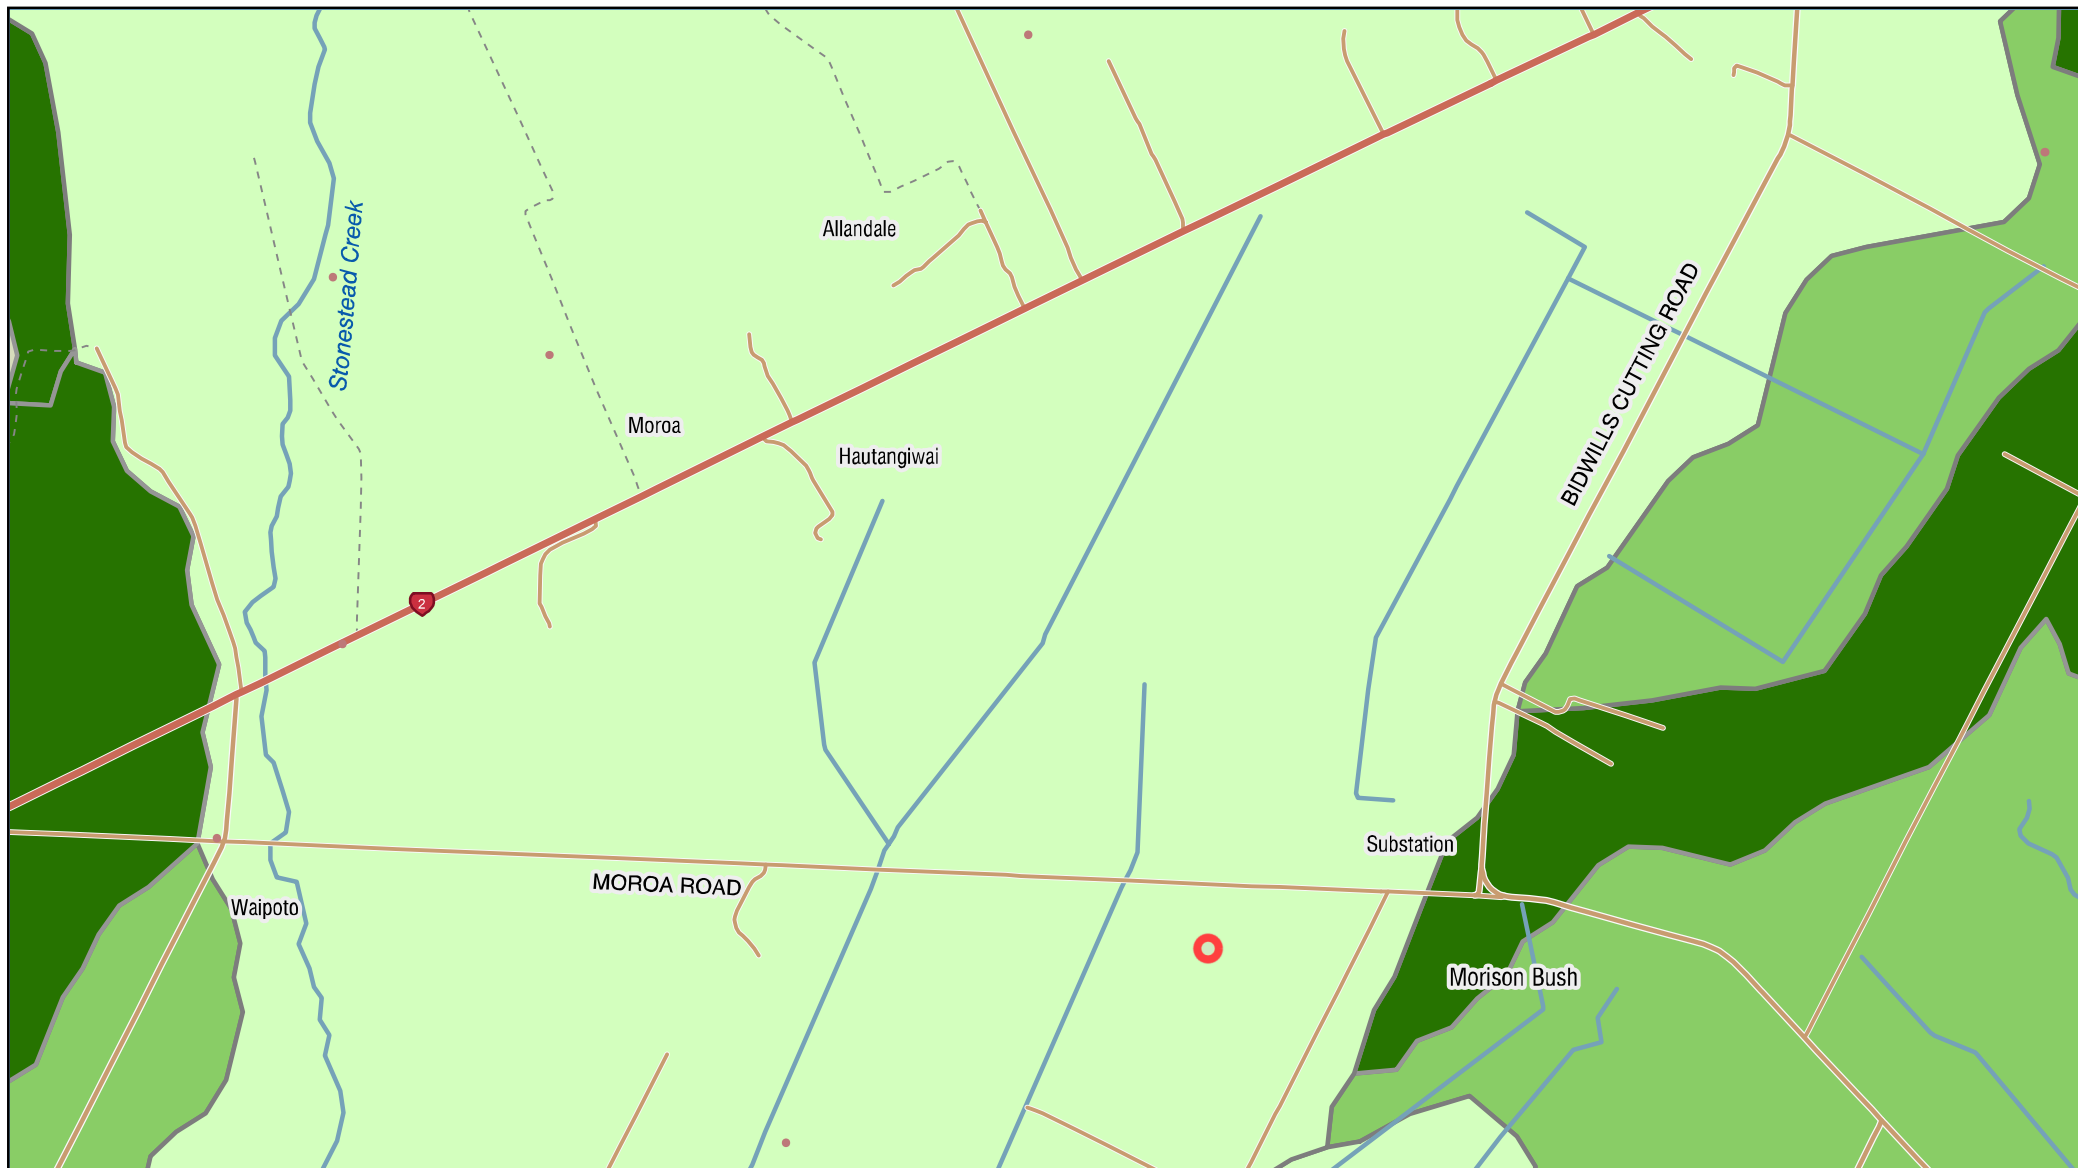 Stonestead Creek
Allandale
BIDWILLS CUTTING ROAD
Moroa
Hautangiwai
2
Substation
MOROA ROAD
Waipoto
Morison Bush